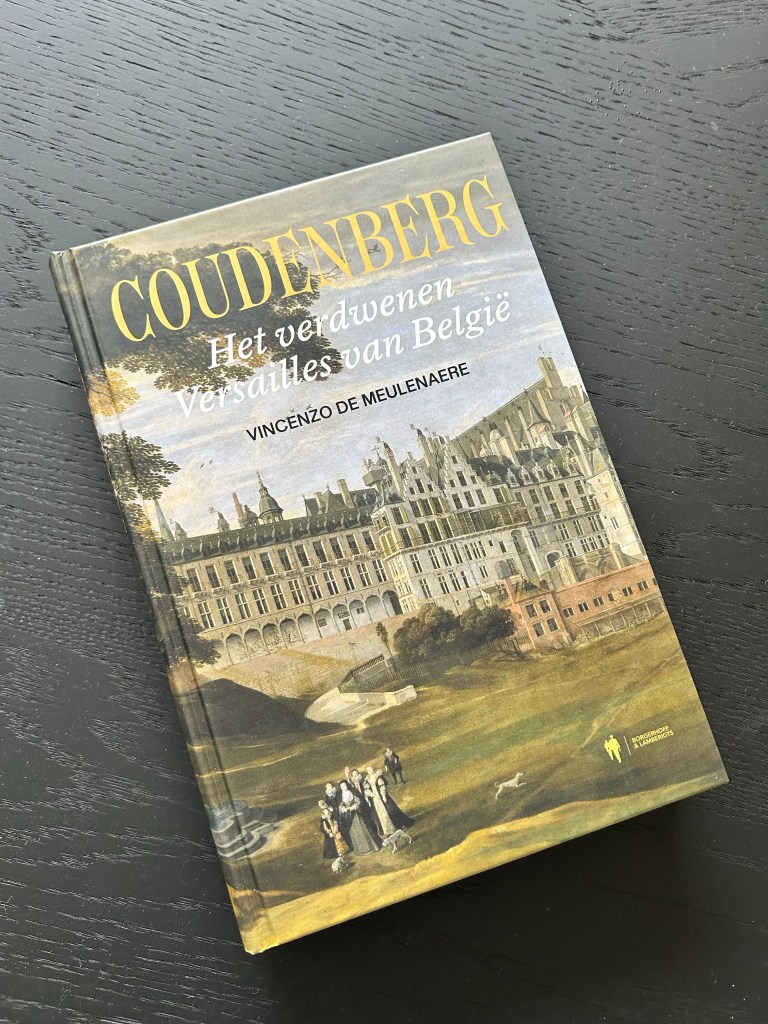 COUDENBERG
Het verdwenen
Versailles van België
VINCENZO DE MEULENAERE
BORGERHOFF
& LAMBERIGTS